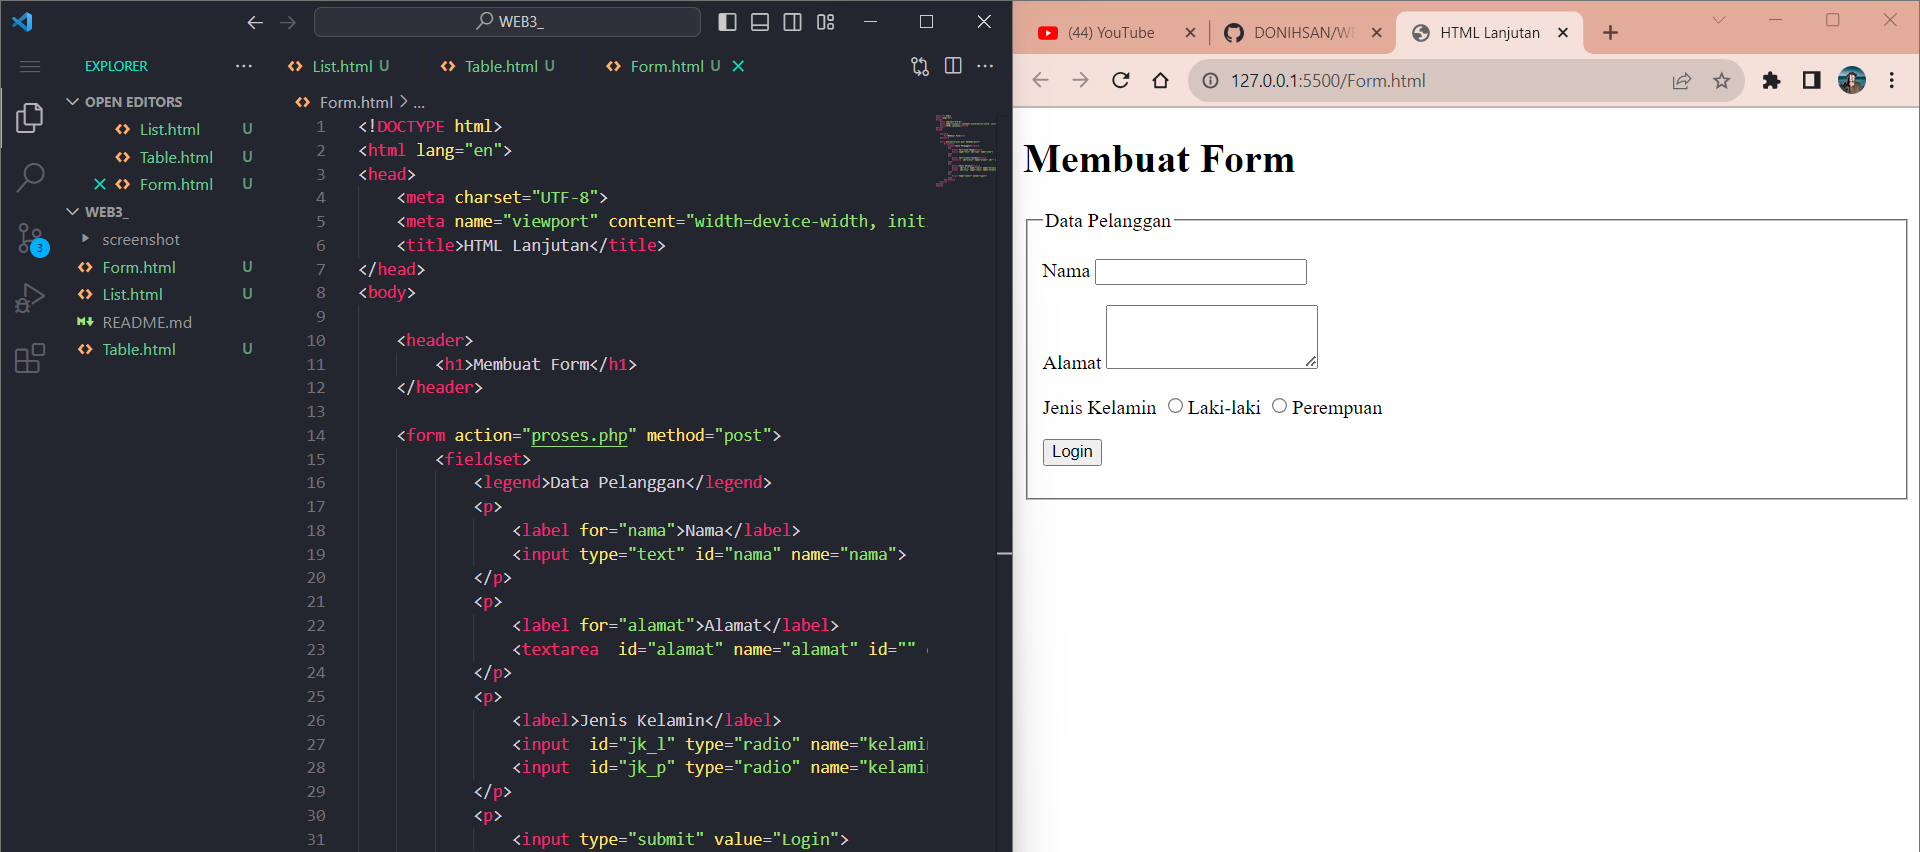 WEB3_
EXPLORER
OPEN EDITORS
List.html U
Table.html U
Form.html U
WEB3_
screenshot
Form.html U
List.html U
README.md
Table.html U
List.html U
Table.html U
Form.html U
Form.html > ...
1 <!DOCTYPE html>
2 <html lang="en">
3 <head>
4 <meta charset="UTF-8">
5 <meta name="viewport" content="width=device-width, init
6 <title>HTML Lanjutan</title>
7 </head>
8 <body>
9
10 <header>
11 <h1>Membuat Form</h1>
12 </header>
13
14 <form action="proses.php" method="post">
15 <fieldset>
16 <legend>Data Pelanggan</legend>
17 <p>
18 <label for="nama">Nama</label>
19 <input type="text" id="nama" name="nama">
20 </p>
21 <p>
22 <label for="alamat">Alamat</label>
23 <textarea  id="alamat" name="alamat" id=""
24 </p>
25 <p>
26 <label>Jenis Kelamin</label>
27 <input  id="jk_l" type="radio" name="kelami
28 <input  id="jk_p" type="radio" name="kelami
29 </p>
30 <p>
31 <input type="submit" value="Login">
3
(44) YouTube
DONIHSAN/WE
HTML Lanjutan
127.0.0.1:5500/Form.html
Membuat Form
Data Pelanggan
Nama
Alamat
Jenis Kelamin Laki-laki Perempuan
Login